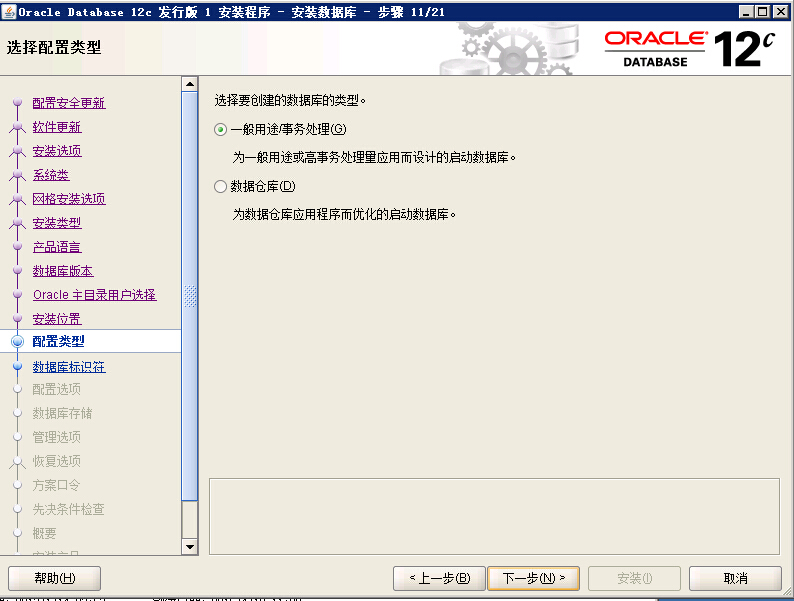 Oracle Database 12c 发行版 1 安装程序 - 安装数据库 - 步骤 11/21
选择配置类型
ORACLE
DATABASE
12c
配置安全更新
软件更新
安装选项
系统类
网格安装选项
安装类型
产品语言
数据库版本
Oracle 主目录用户选择
安装位置
配置类型
数据库标识符
配置选项
数据库存储
管理选项
恢复选项
方案口令
先决条件检查
概要
选择要创建的数据库的类型。
一般用途/事务处理(G)
为一般用途或高事务处理量应用而设计的启动数据库。
数据仓库(D)
为数据仓库应用程序而优化的启动数据库。
帮助(H)
< 上一步(B)
下一步(N) >
安装(I)
取消